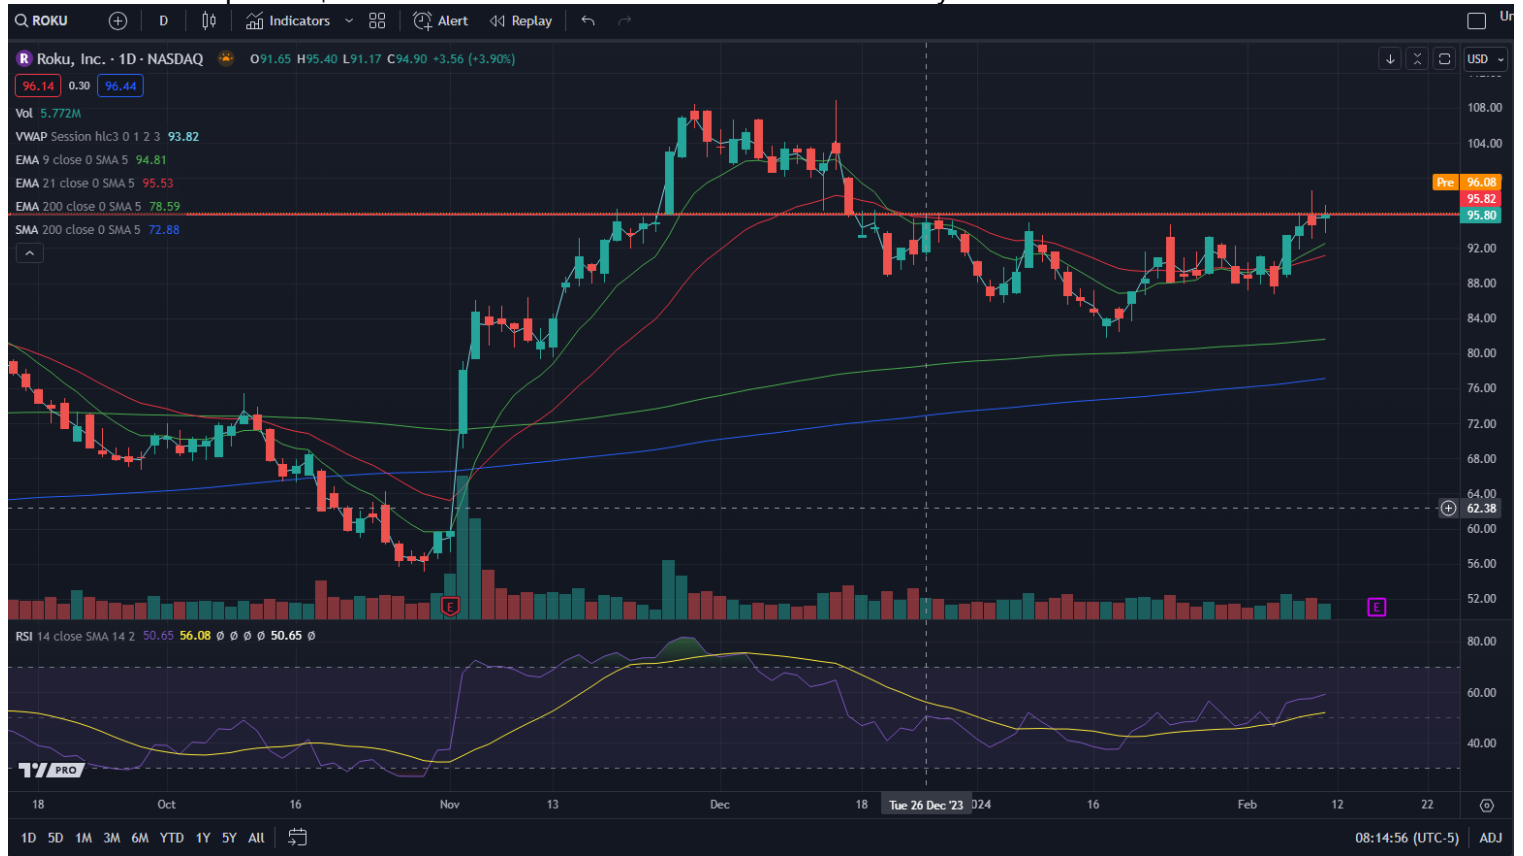 ROKU D Indicators Alert Replay
Roku, Inc. · 1D · NASDAQ O91.65 H95.40 L91.17 C94.90 +3.56 (+3.90%) USD
96.14 0.30 96.44
Vol 5.772M
VWAP Session hlc3 0 1 2 3 93.82
EMA 9 close 0 SMA 5 94.81
EMA 21 close 0 SMA 5 95.53
EMA 200 close 0 SMA 5 78.59
SMA 200 close 0 SMA 5 72.88
108.00
104.00
Pre 96.08
95.82
95.80
92.00
88.00
84.00
80.00
76.00
72.00
68.00
64.00
62.38
60.00
56.00
52.00
E E
RSI 14 close SMA 14 2 50.65 56.08 Ø Ø Ø Ø 50.65 Ø
80.00
60.00
40.00
PRO
18 Oct 16 Nov 13 Dec 18 Tue 26 Dec '23 024 16 Feb 12 22
1D 5D 1M 3M 6M YTD 1Y 5Y All 08:14:56 (UTC-5) ADJ